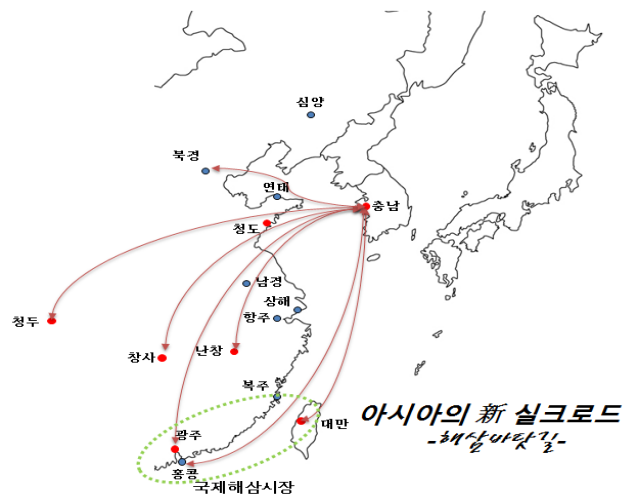 심양
북경
연태
충남
청도
남경
상해
항주
청두
창사
난창
복주
대만
아시아의 新 실크로드
-해삼바닷길-
광주
홍콩
국제해삼시장